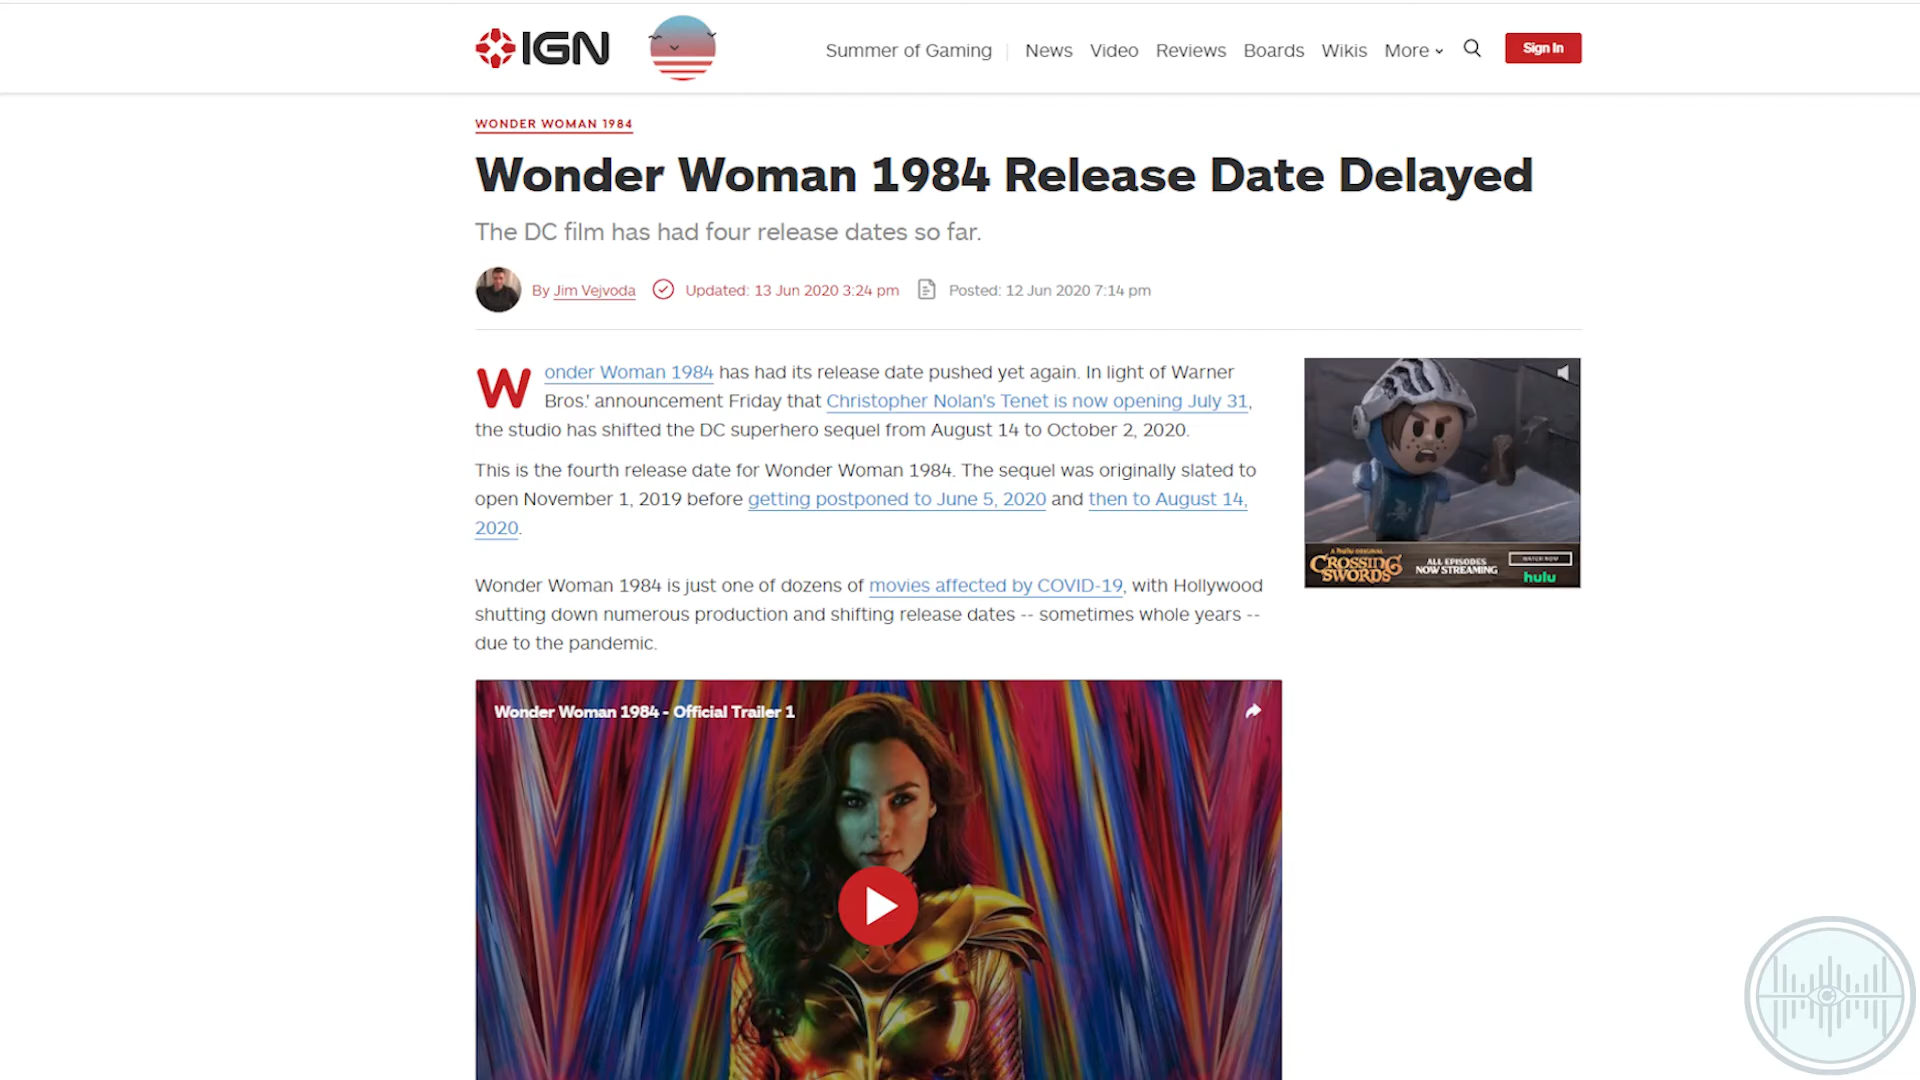 IGN
Summer of Gaming News Video Reviews Boards Wikis More Sign In
WONDER WOMAN 1984
Wonder Woman 1984 Release Date Delayed
The DC film has had four release dates so far.
By Jim Vejvoda Updated: 13 Jun 2020 3:24 pm Posted: 12 Jun 2020 7:14 pm
Wonder Woman 1984 has had its release date pushed yet again. In light of Warner
Bros.' announcement Friday that Christopher Nolan's Tenet is now opening July 31,
the studio has shifted the DC superhero sequel from August 14 to October 2, 2020.
This is the fourth release date for Wonder Woman 1984. The sequel was originally slated to
open November 1, 2019 before getting postponed to June 5, 2020 and then to August 14,
2020.
Wonder Woman 1984 is just one of dozens of movies affected by COVID-19, with Hollywood
shutting down numerous production and shifting release dates -- sometimes whole years --
due to the pandemic.
A hulu ORIGINAL
CROSSING
SWORDS
ALL EPISODES
NOW STREAMING
WATCH NOW
hulu
Wonder Woman 1984 - Official Trailer 1